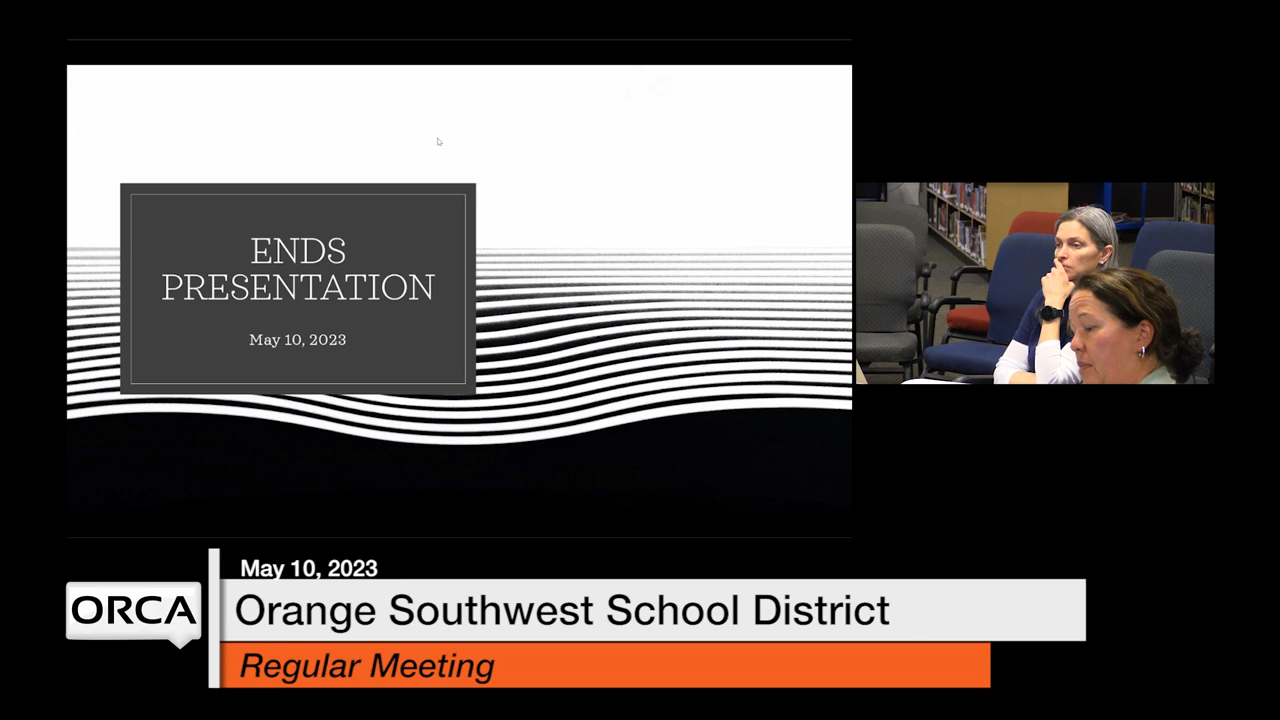 ENDS
PRESENTATION
May 10, 2023
May 10, 2023
ORCA
Orange Southwest School District
Regular Meeting